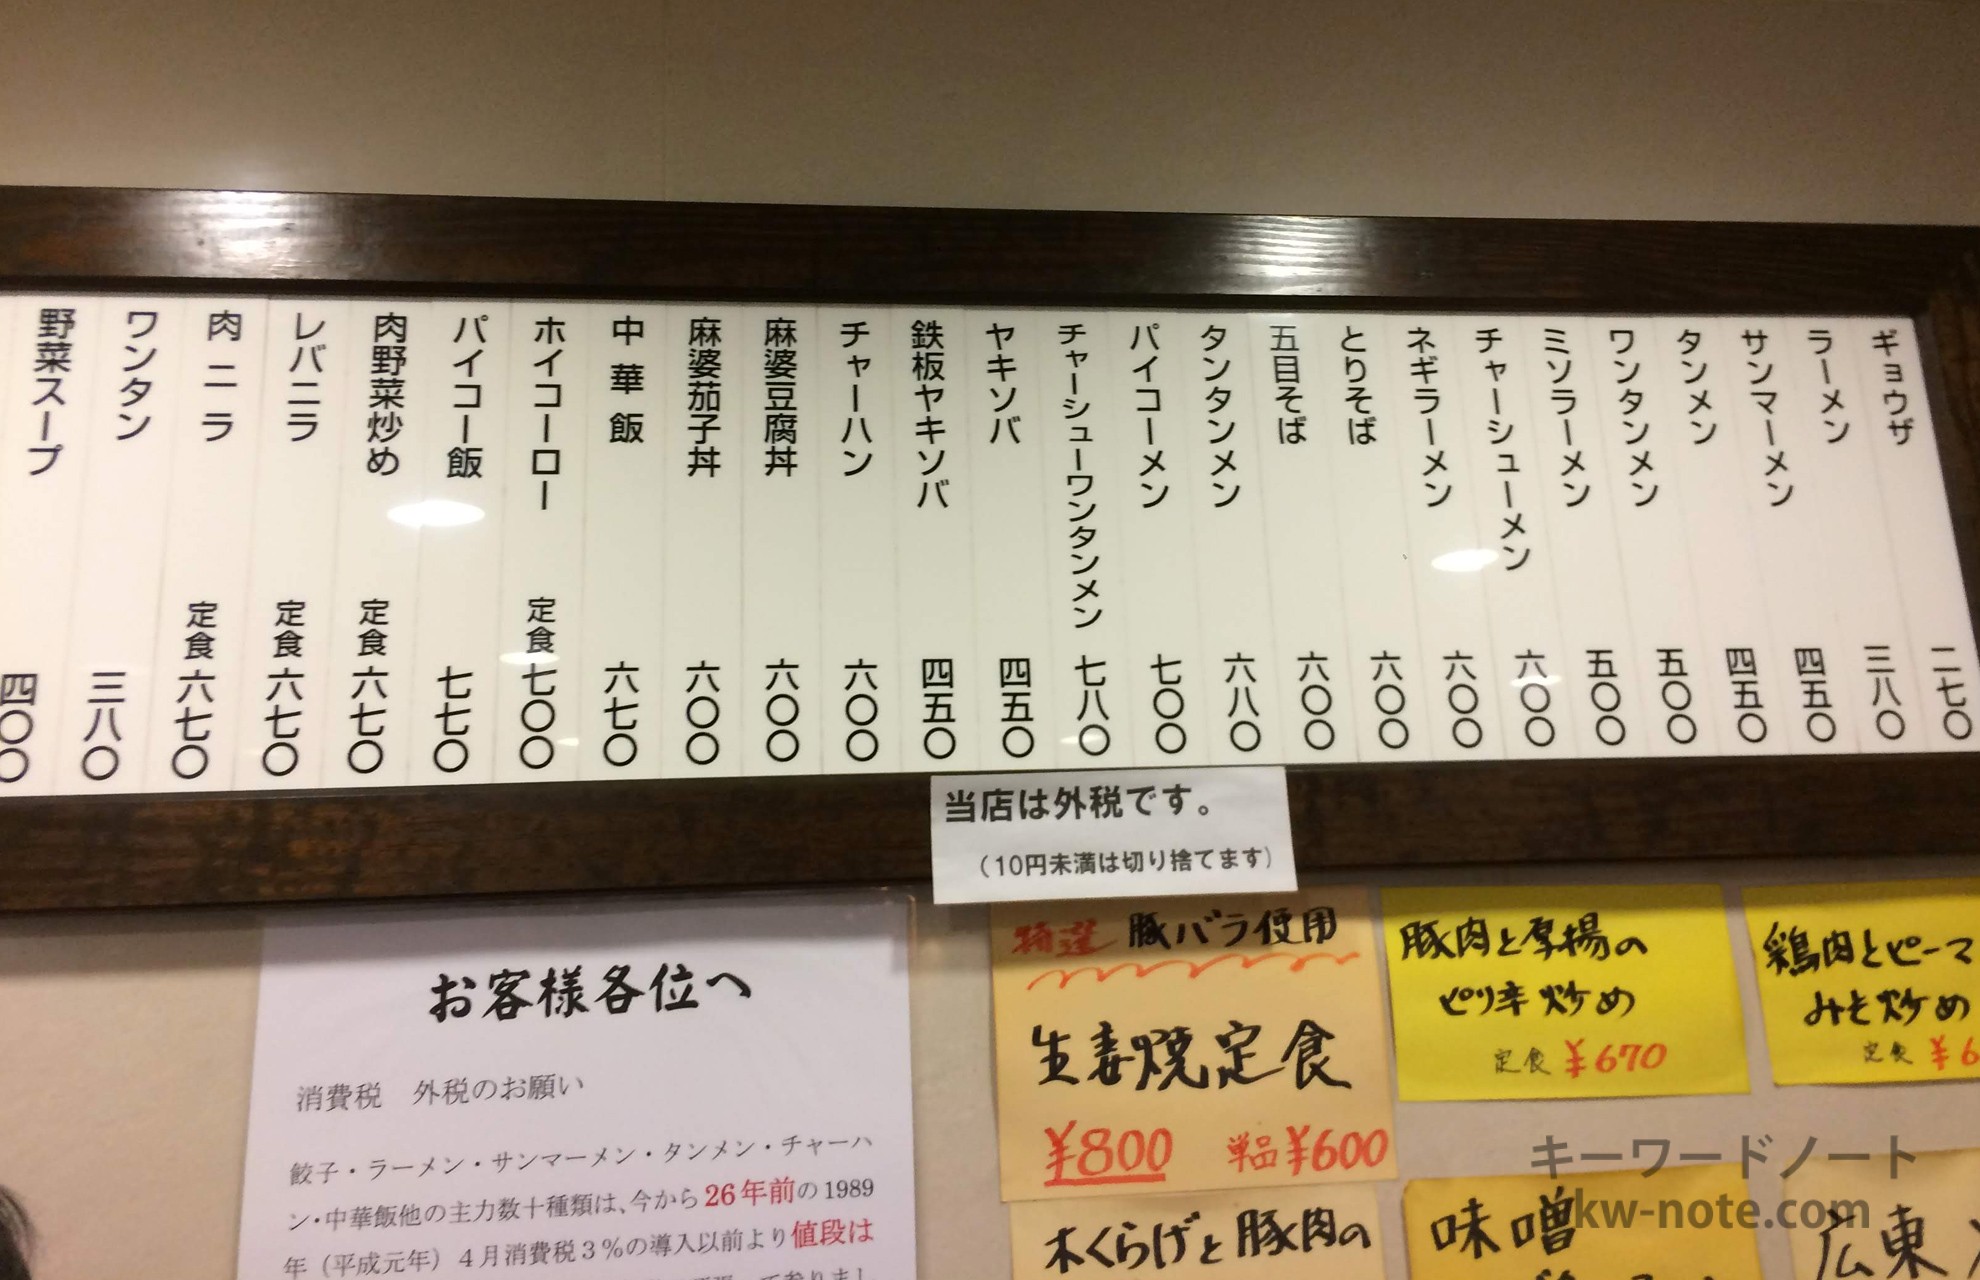 ギョウザ 二七〇
ラーメン 三八〇
サンマーメン 四五〇
タンメン 四五〇
ワンタンメン 五〇〇
ミソラーメン 五〇〇
チャーシューメン 六〇〇
ネギラーメン 六〇〇
とりそば 六〇〇
五目そば 六〇〇
タンタンメン 六八〇
パイコーメン 七〇〇
チャーシューワンタンメン 七八〇
ヤキソバ 四五〇
鉄板ヤキソバ 四五〇
チャーハン 六〇〇
麻婆豆腐丼 六〇〇
麻婆茄子丼 六〇〇
中華飯 六七〇
ホイコーロー 定食七〇〇
パイコー飯 七七〇
肉野菜炒め 定食六七〇
レバニラ 定食六七〇
肉ニラ 定食六七〇
ワンタン 三八〇
野菜スープ 四〇〇
当店は外税です。
（10円未満は切り捨てます）
お客様各位へ
消費税　外税のお願い
餃子・ラーメン・サンマーメン・タンメン・チャーハ
ン・中華飯他の主力数十種類は、今から26年前の1989
年（平成元年）4月消費税3％の導入以前より値段は
特選 豚バラ使用
生姜焼定食
¥800 単品¥600
豚肉と厚揚の
ピリ辛炒め
定食 ¥670
鶏肉とピーマ
みそ炒め
定食 ¥6
木くらげと豚肉の
味噌
広東
キーワードノート
kw-note.com